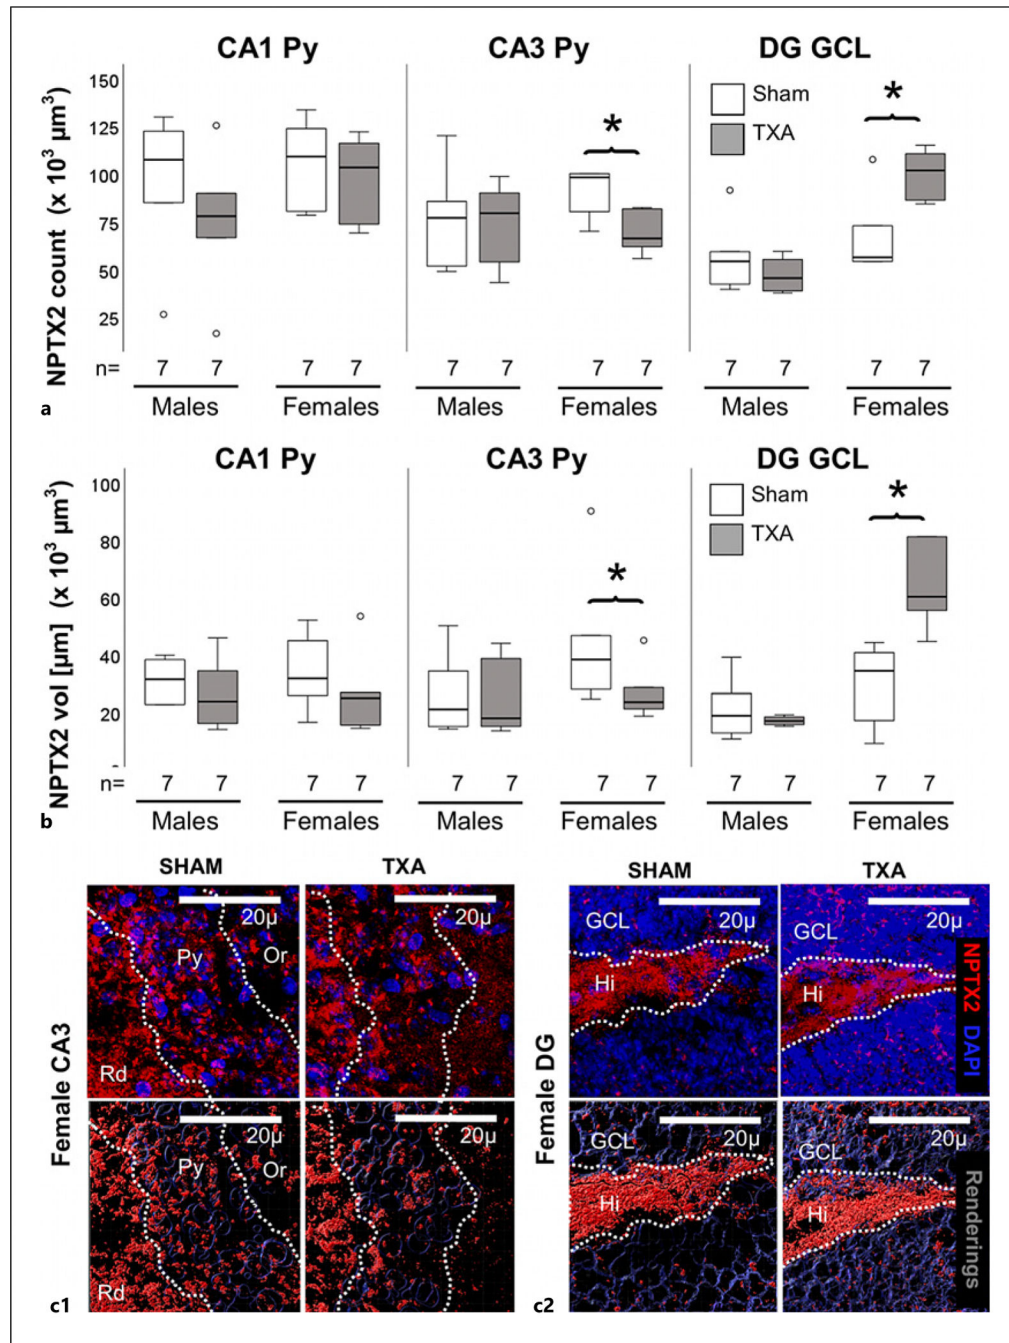 CA1 Py CA3 Py DG GCL
NPTX2 count (x 10³ µm³)
150
125
100
75
50
25
Sham
TXA
*
*
n= 7 7 7 7 7 7 7 7 7 7 7 7
Males Females Males Females Males Females
a
CA1 Py CA3 Py DG GCL
NPTX2 vol [µm] (x 10³ µm³)
100
80
60
40
20
Sham
TXA
*
*
n= 7 7 7 7 7 7 7 7 7 7 7 7
Males Females Males Females Males Females
b
SHAM TXA SHAM TXA
Female CA3
20µ 20µ
Py Or
Rd
20µ 20µ
Py Or
Rd
c1
Female DG
20µ 20µ
GCL GCL
Hi Hi
NPTX2 DAPI
20µ 20µ
GCL GCL
Hi Hi
Renderings
c2